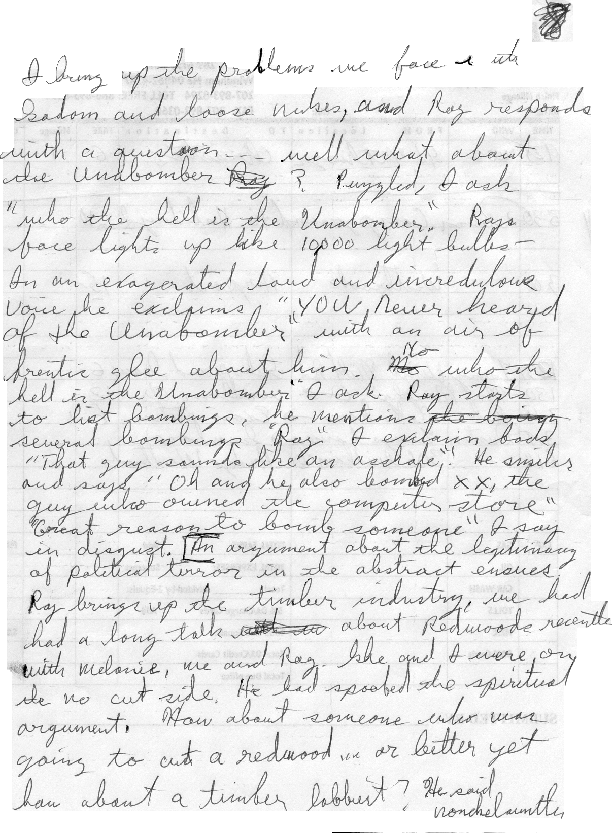 I bring up the problems we face with
Sadam and loose nukes, and Ray responds
with a question --- well what about
the Unabomber Ray ? Puzzled, I ask
"who the hell is the Unabomber." Rays
face lights up like 10,000 light bulbs -
In an exagerated loud and incredulous
voice he exclaims "YOU, Never heard
of the Unabomber" with an air of
frentic glee about him. No who the
hell is the Unabomber" I ask. Ray starts
to list bombings, he mentions the
several bombings "Ray" I exclaim back
"That guy sounds like an asshole"! He smiles
and says "Oh and he also bombed XX, the
guy who owned the computer store"
"Great reason to bomb someone" I say
in disgust. An argument about the legitimacy
of political terror in the abstract ensues
Ray brings up the timber industry, we had
had a long talk about Redwoods recently
with Melanie, me and Ray. She and I were on
the no cut side. He had spoofed the spiritual
argument. How about someone who was
going to cut a redwood ... or better yet
how about a timber lobbyist? He said
nonchelauntly